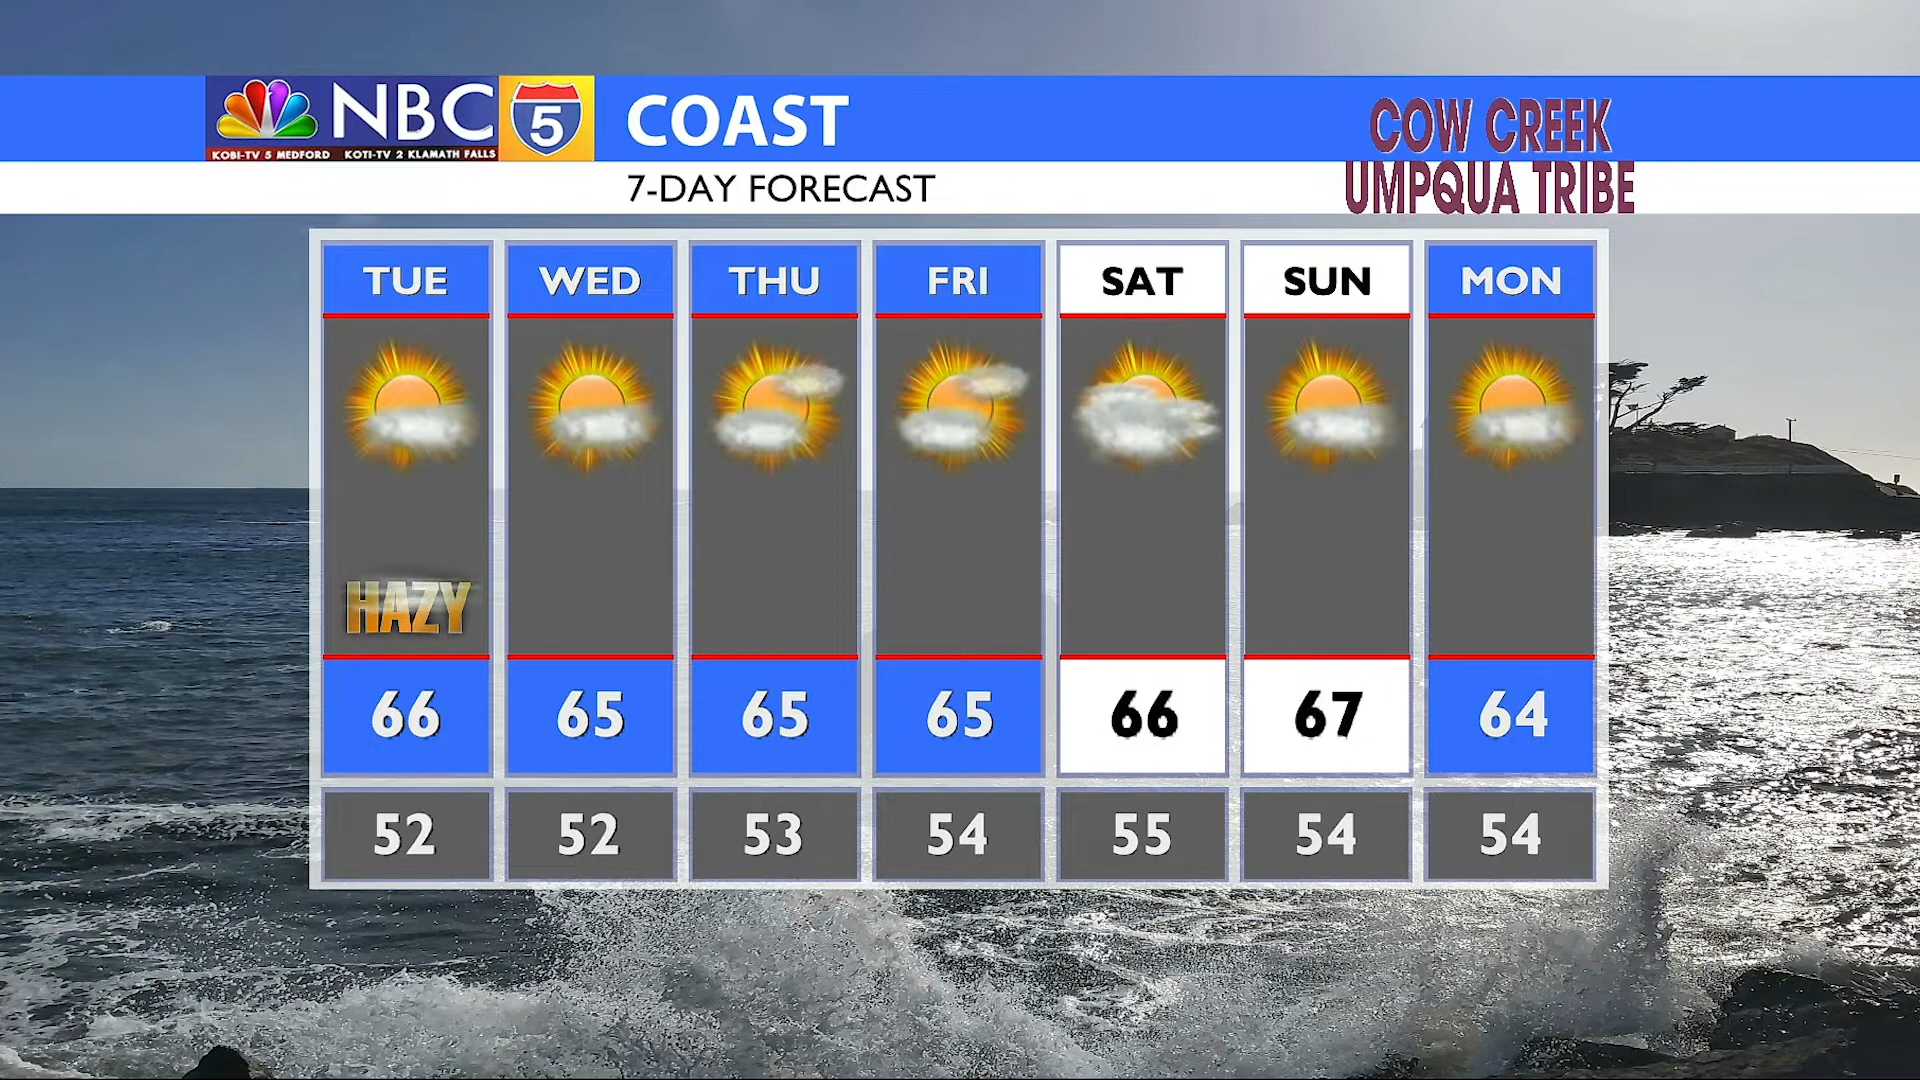 NBC 5
KOBI-TV 5 MEDFORD KOTI-TV 2 KLAMATH FALLS
COAST
7-DAY FORECAST
COW CREEK
UMPQUA TRIBE
TUE WED THU FRI SAT SUN MON
HAZY
66 65 65 65 66 67 64
52 52 53 54 55 54 54